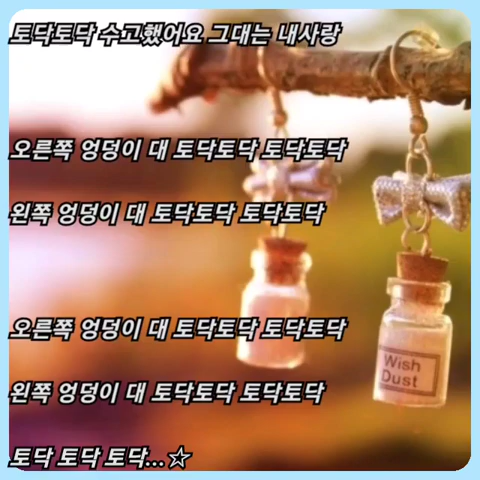 토닥토닥 수고했어요 그대는 내사랑
오른쪽 엉덩이 대 토닥토닥 토닥토닥
왼쪽 엉덩이 대 토닥토닥 토닥토닥
오른쪽 엉덩이 대 토닥토닥 토닥토닥
왼쪽 엉덩이 대 토닥토닥 토닥토닥
토닥 토닥 토닥...☆
Wish
Dust